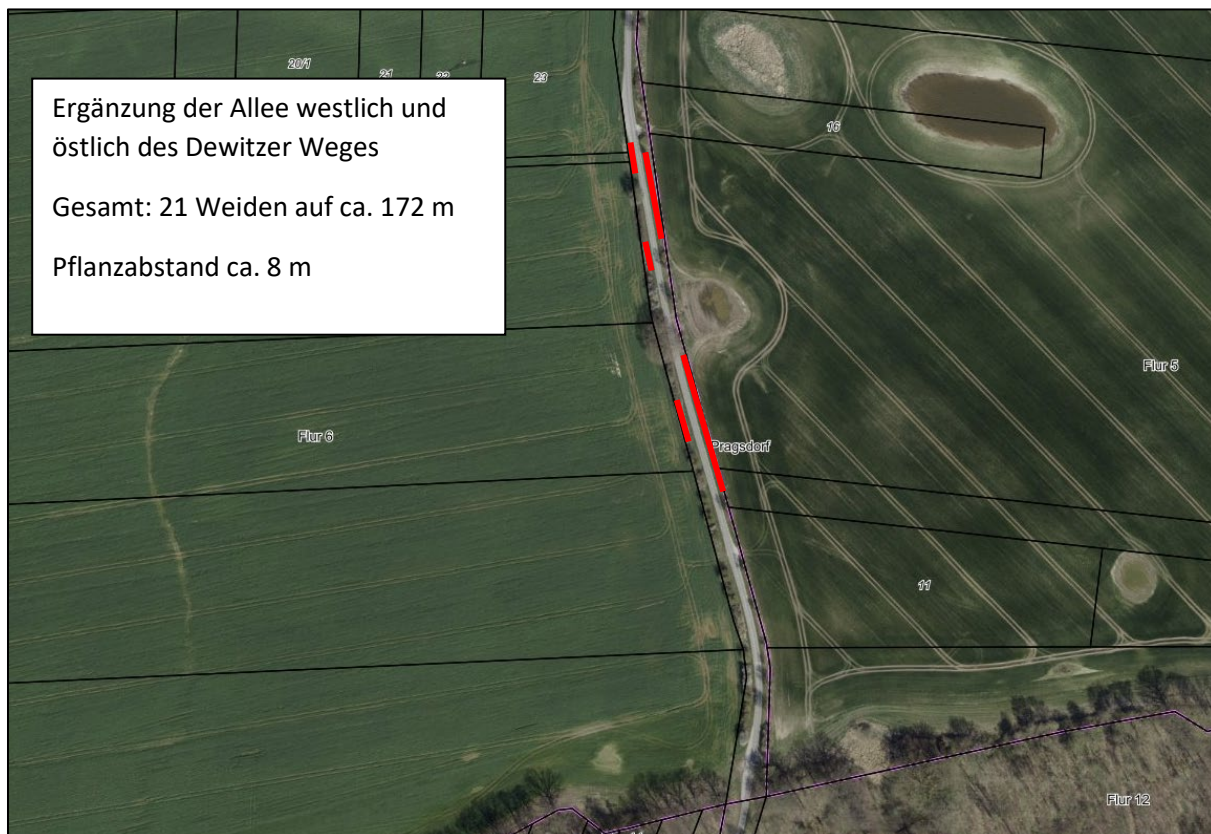 Ergänzung der Allee westlich und
östlich des Dewitzer Weges
Gesamt: 21 Weiden auf ca. 172 m
Pflanzabstand ca. 8 m
20/1
21
22
23
16
Flur 5
Flur 6
Pragsdorf
11
Flur 12